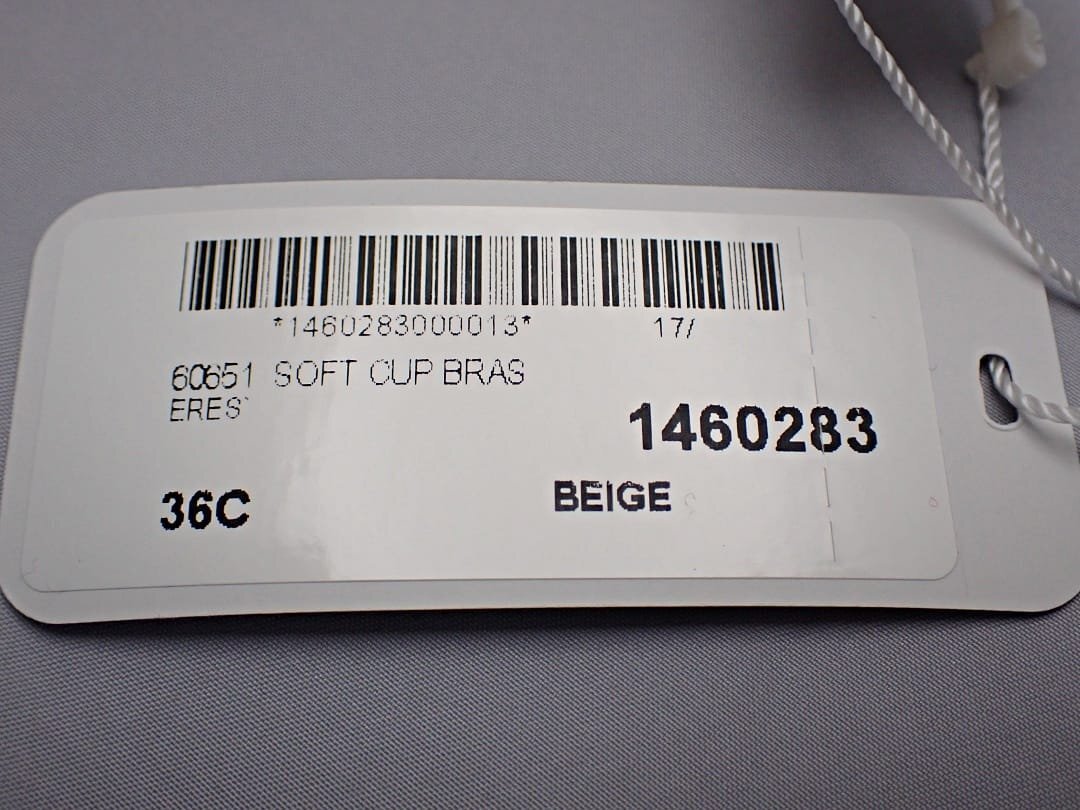 *1460283000013* 17/
60651 SOFT CUP BRAS
ERES
1460283
36C BEIGE